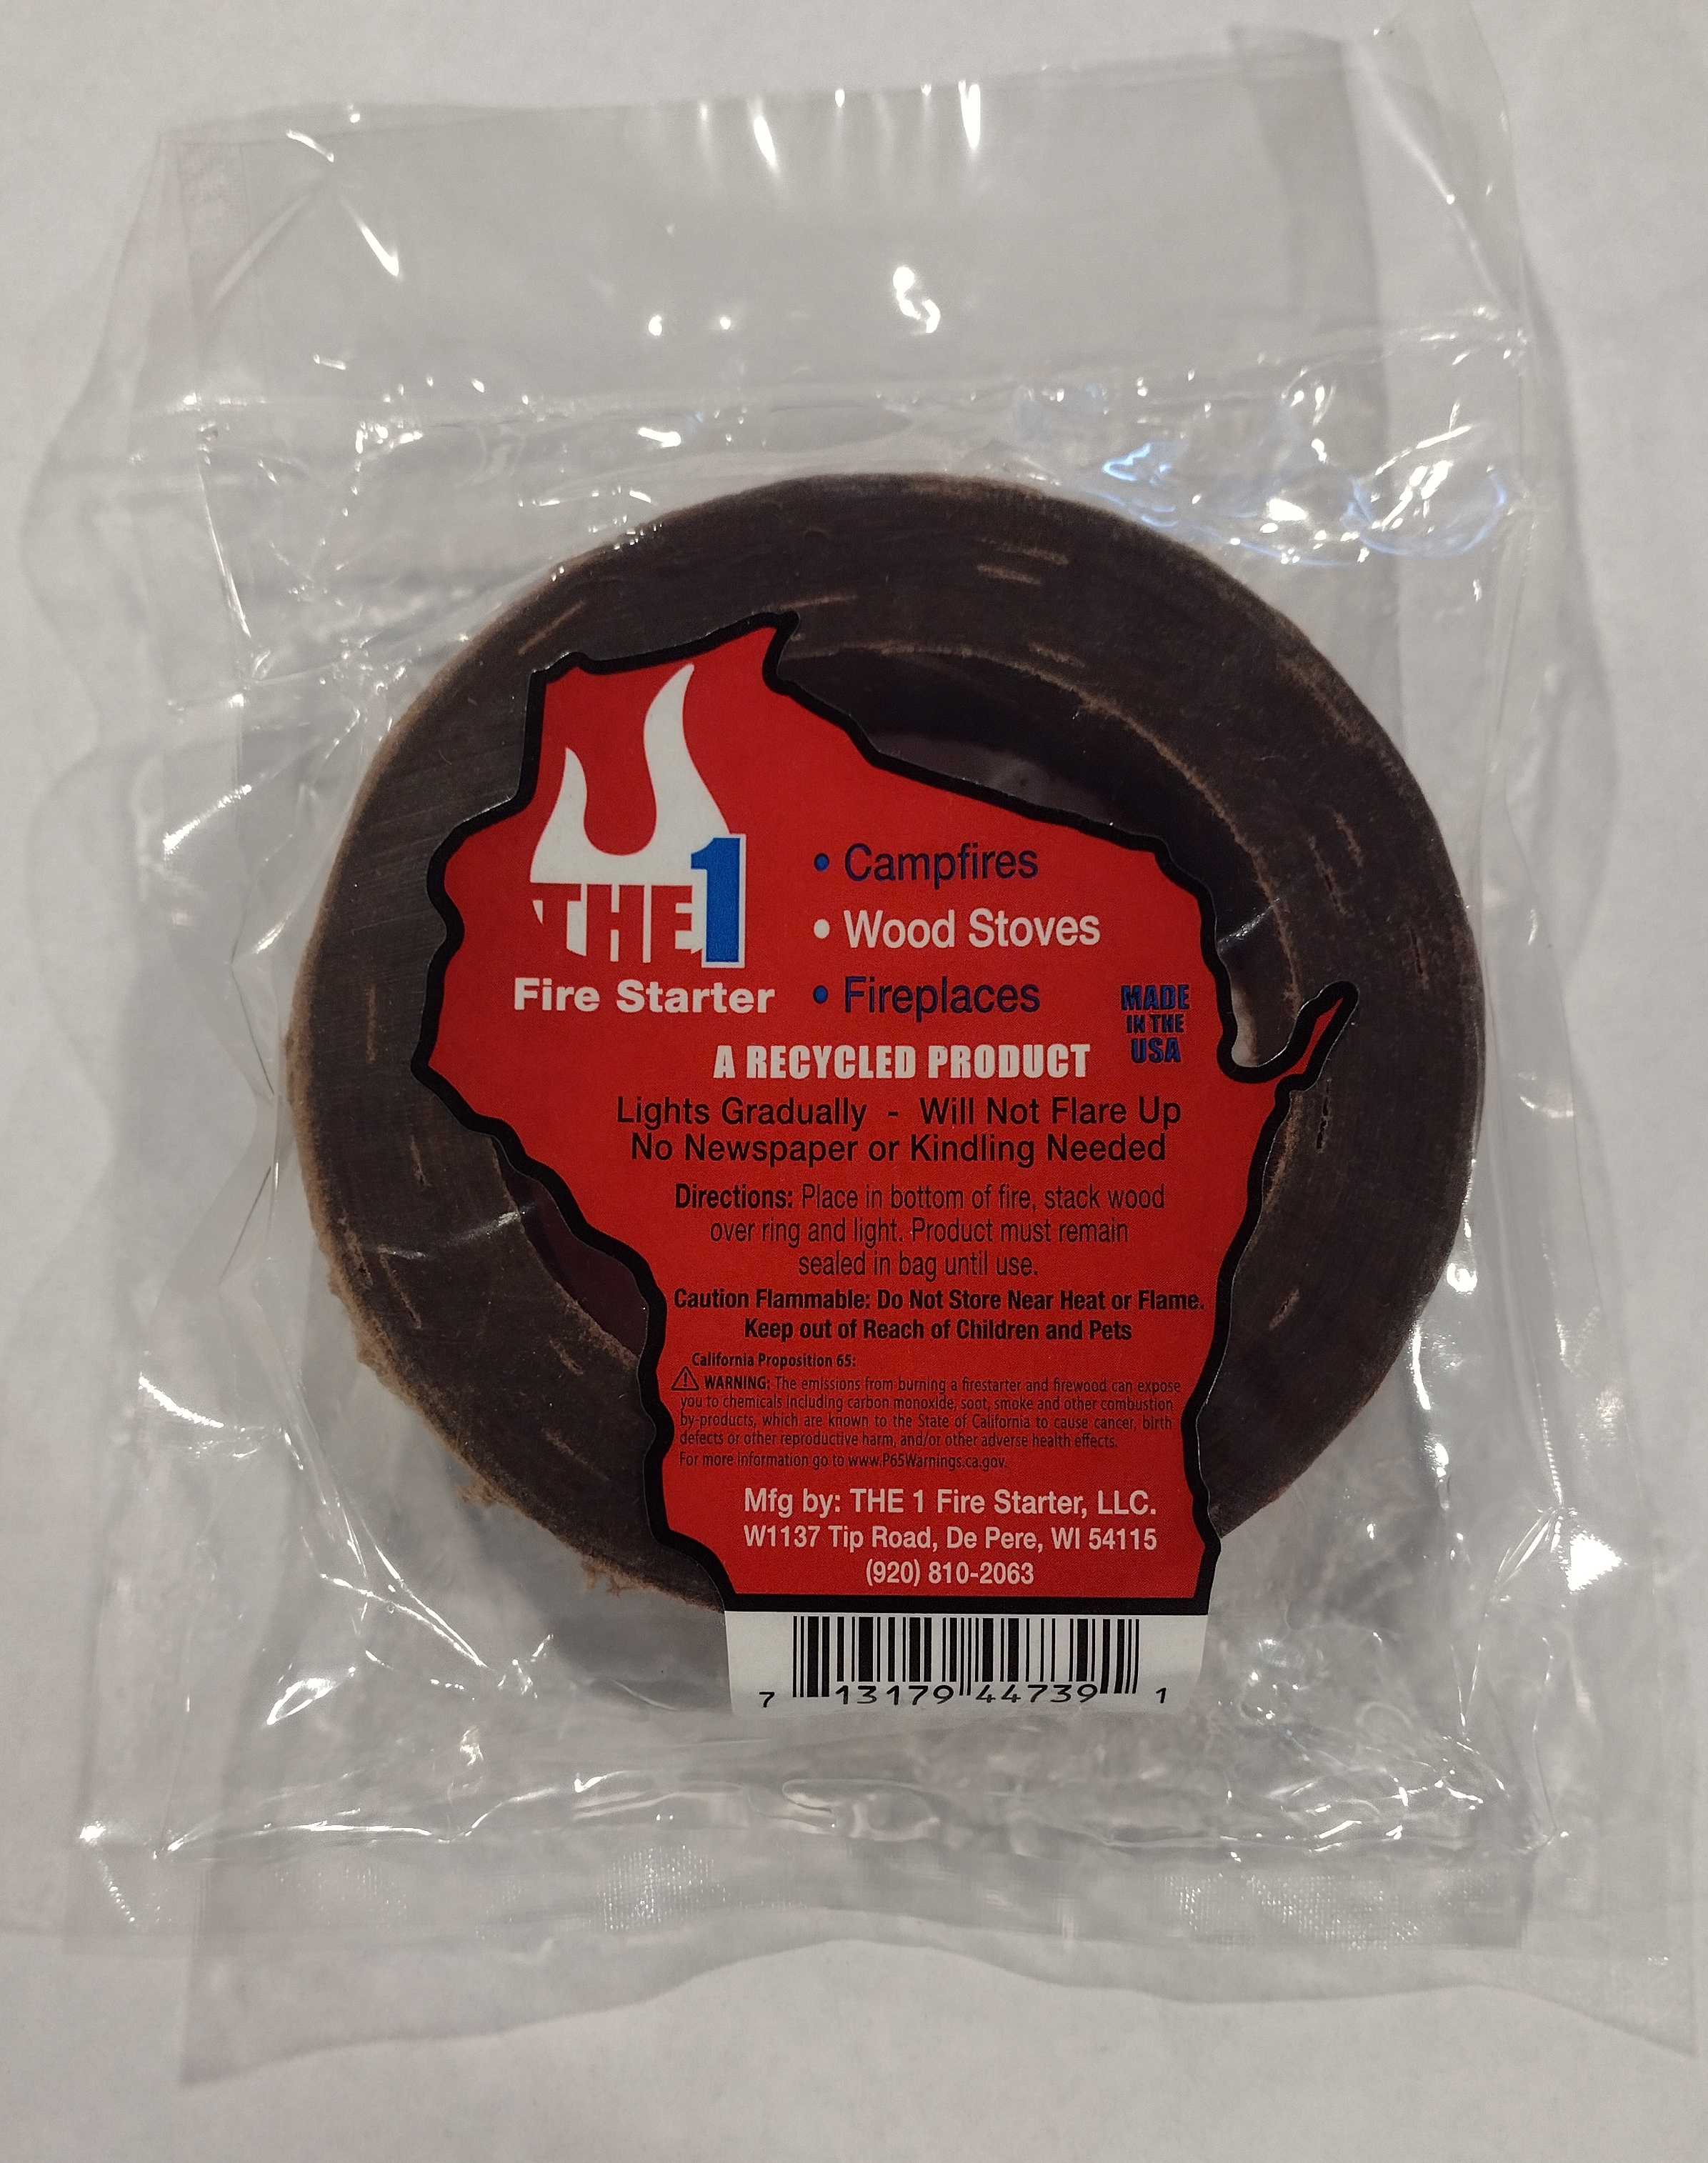 THE 1
Fire Starter
• Campfires
• Wood Stoves
• Fireplaces
MADE
IN THE
USA
A RECYCLED PRODUCT
Lights Gradually - Will Not Flare Up
No Newspaper or Kindling Needed
Directions: Place in bottom of fire, stack wood
over ring and light. Product must remain
sealed in bag until use.
Caution Flammable: Do Not Store Near Heat or Flame.
Keep out of Reach of Children and Pets
California Proposition 65:
⚠ WARNING: The emissions from burning a firestarter and firewood can expose
you to chemicals including carbon monoxide, soot, smoke and other combustion
by-products, which are known to the State of California to cause cancer, birth
defects or other reproductive harm, and/or other adverse health effects.
For more information go to www.P65Warnings.ca.gov.
Mfg by: THE 1 Fire Starter, LLC.
W1137 Tip Road, De Pere, WI 54115
(920) 810-2063
7 13179 44739 1